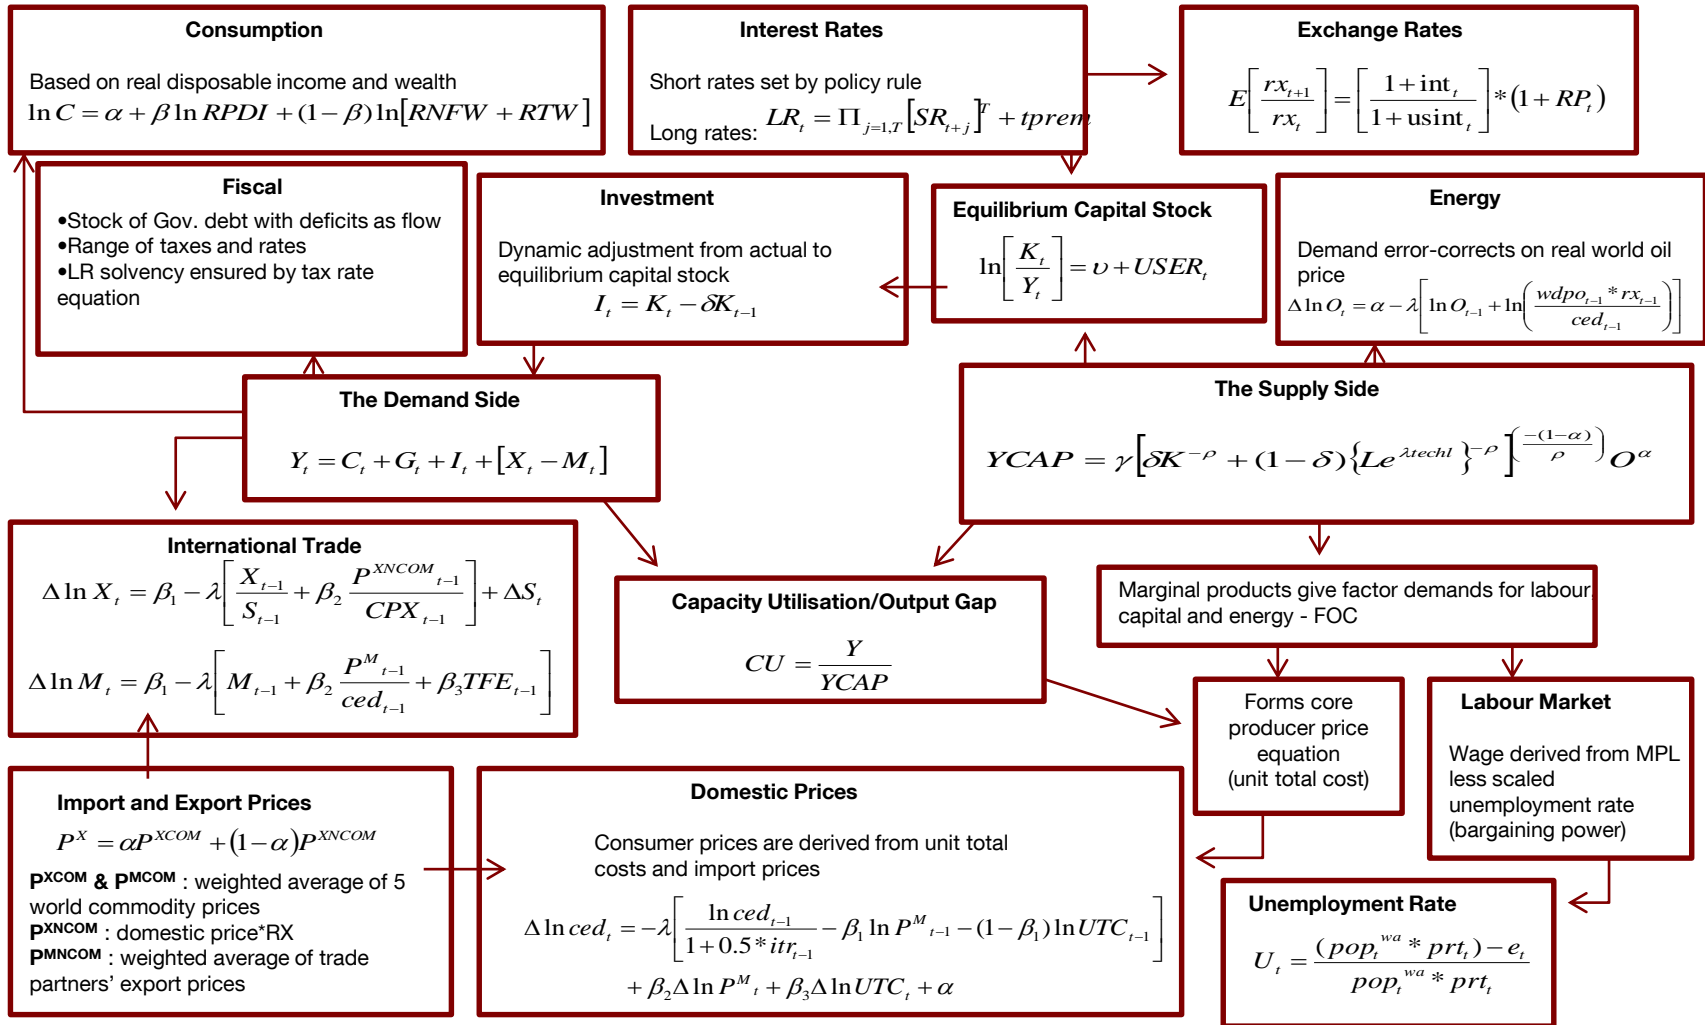 Consumption
Based on real disposable income and wealth
ln C = α + β ln RPDI + (1 − β) ln[RNFW + RTW]
Interest Rates
Short rates set by policy rule
Long rates: LR_t = Π_{j=1,T} [SR_{t+j}]^T + tprem
Exchange Rates
E[rx_{t+1} / rx_t] = [(1 + int_t) / (1 + usint_t)] * (1 + RP_t)
Fiscal
•Stock of Gov. debt with deficits as flow
•Range of taxes and rates
•LR solvency ensured by tax rate
equation
Investment
Dynamic adjustment from actual to
equilibrium capital stock
I_t = K_t − δK_{t−1}
Equilibrium Capital Stock
ln[K_t / Y_t] = υ + USER_t
Energy
Demand error-corrects on real world oil
price
Δ ln O_t = α − λ[ln O_{t−1} + ln((wdpo_{t−1} * rx_{t−1}) / ced_{t−1})]
The Demand Side
Y_t = C_t + G_t + I_t + [X_t − M_t]
The Supply Side
YCAP = γ[δK^{−ρ} + (1 − δ){Le^{λtechl}}^{−ρ}]^{(−(1−α)/ρ)} O^α
International Trade
Δ ln X_t = β_1 − λ[X_{t−1} / S_{t−1} + β_2 P^{XNCOM}_{t−1} / CPX_{t−1}] + ΔS_t
Δ ln M_t = β_1 − λ[M_{t−1} + β_2 P^M_{t−1} / ced_{t−1} + β_3 TFE_{t−1}]
Capacity Utilisation/Output Gap
CU = Y / YCAP
Marginal products give factor demands for labour,
capital and energy - FOC
Forms core
producer price
equation
(unit total cost)
Labour Market
Wage derived from MPL
less scaled
unemployment rate
(bargaining power)
Import and Export Prices
P^X = αP^{XCOM} + (1 − α)P^{XNCOM}
P^{XCOM} & P^{MCOM} : weighted average of 5
world commodity prices
P^{XNCOM} : domestic price*RX
P^{MNCOM} : weighted average of trade
partners’ export prices
Domestic Prices
Consumer prices are derived from unit total
costs and import prices
Δ ln ced_t = −λ[ln ced_{t−1} / (1 + 0.5 * itr_{t−1}) − β_1 ln P^M_{t−1} − (1 − β_1) ln UTC_{t−1}]
+ β_2 Δ ln P^M_t + β_3 Δ ln UTC_t + α
Unemployment Rate
U_t = ((pop_t^{wa} * prt_t) − e_t) / (pop_t^{wa} * prt_t)